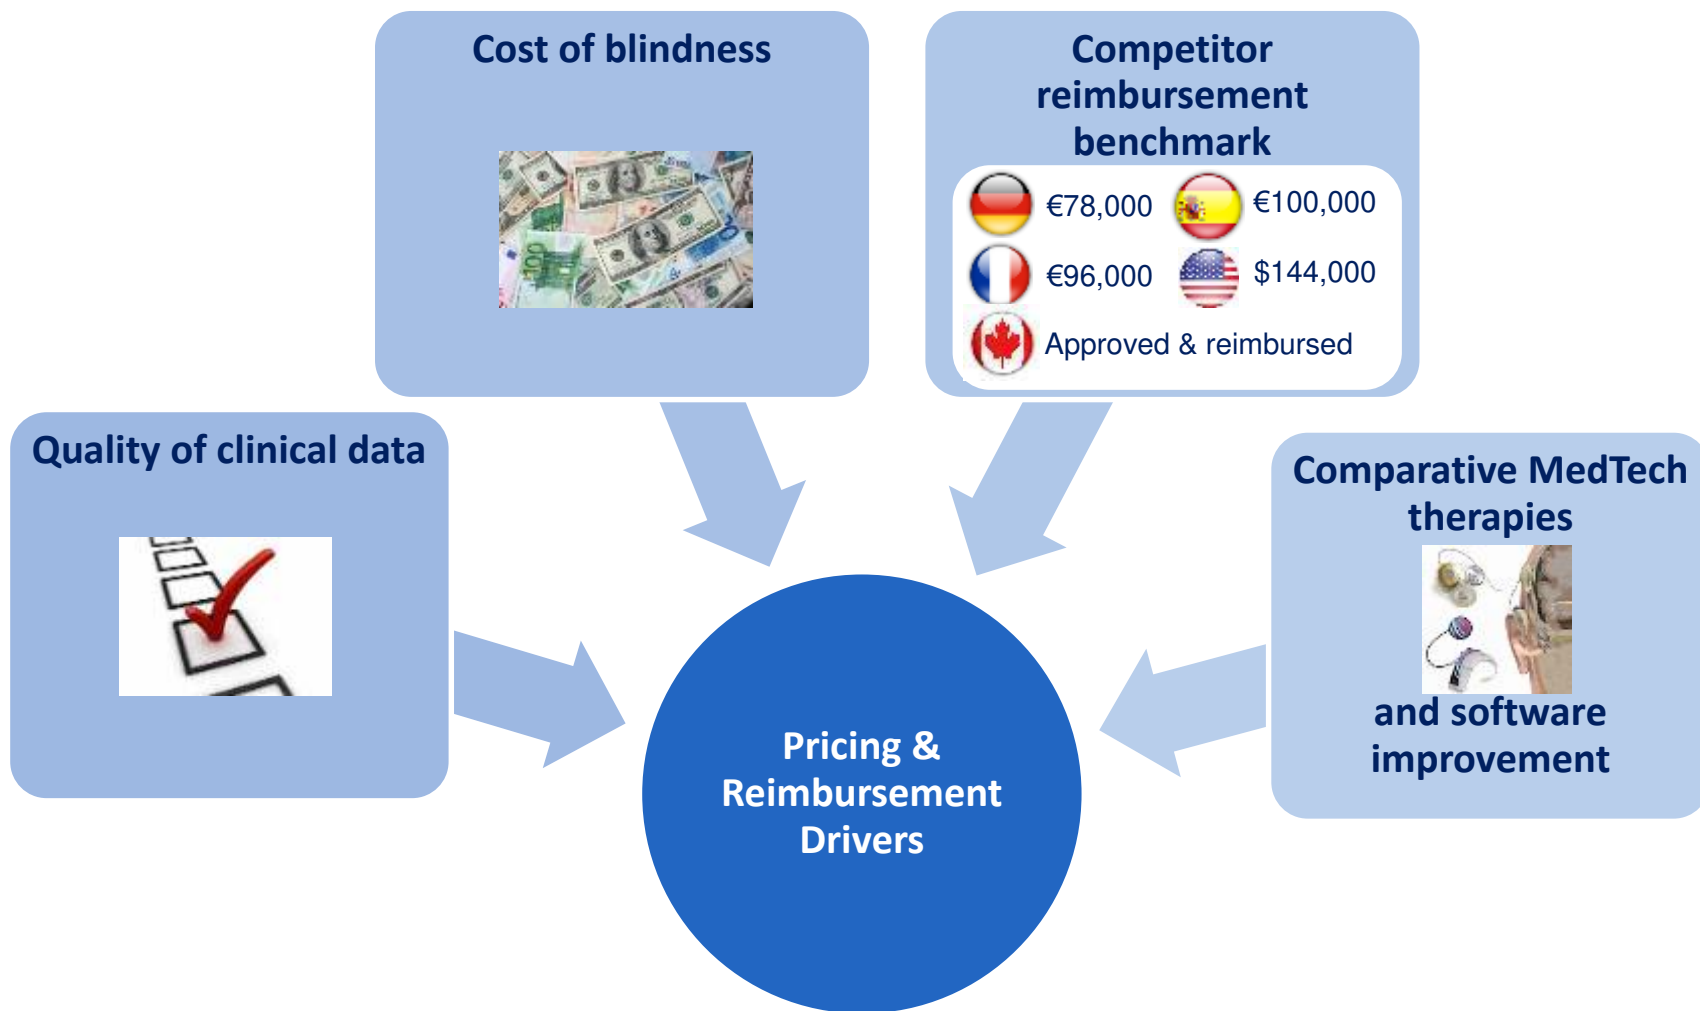 Cost of blindness
Competitor
reimbursement
benchmark
€78,000
€100,000
€96,000
$144,000
Approved & reimbursed
Quality of clinical data
Comparative MedTech
therapies
and software
improvement
Pricing &
Reimbursement
Drivers
100